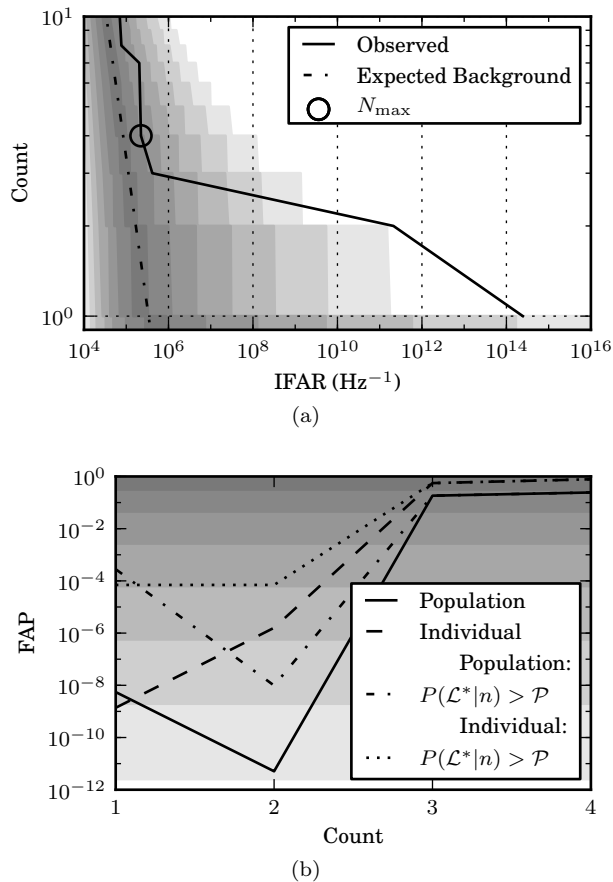 10^1
Observed
Expected Background
N_max
Count
10^0
10^4 10^6 10^8 10^10 10^12 10^14 10^16
IFAR (Hz^−1)
(a)
10^0
10^−2
10^−4
10^−6
10^−8
10^−10
10^−12
FAP
Population
Individual
Population:
P(ℒ*|n) > 𝒫
Individual:
P(ℒ*|n) > 𝒫
1 2 3 4
Count
(b)